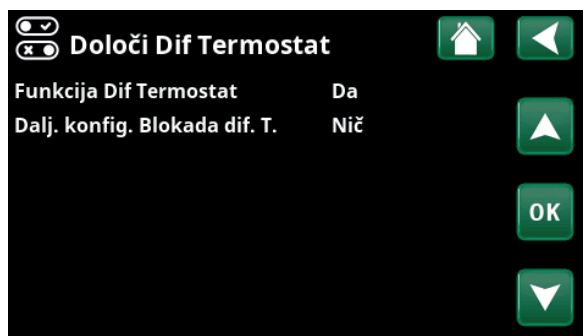 Določi Dif Termostat
Funkcija Dif Termostat Da
Dalj. konfig. Blokada dif. T. Nič
OK